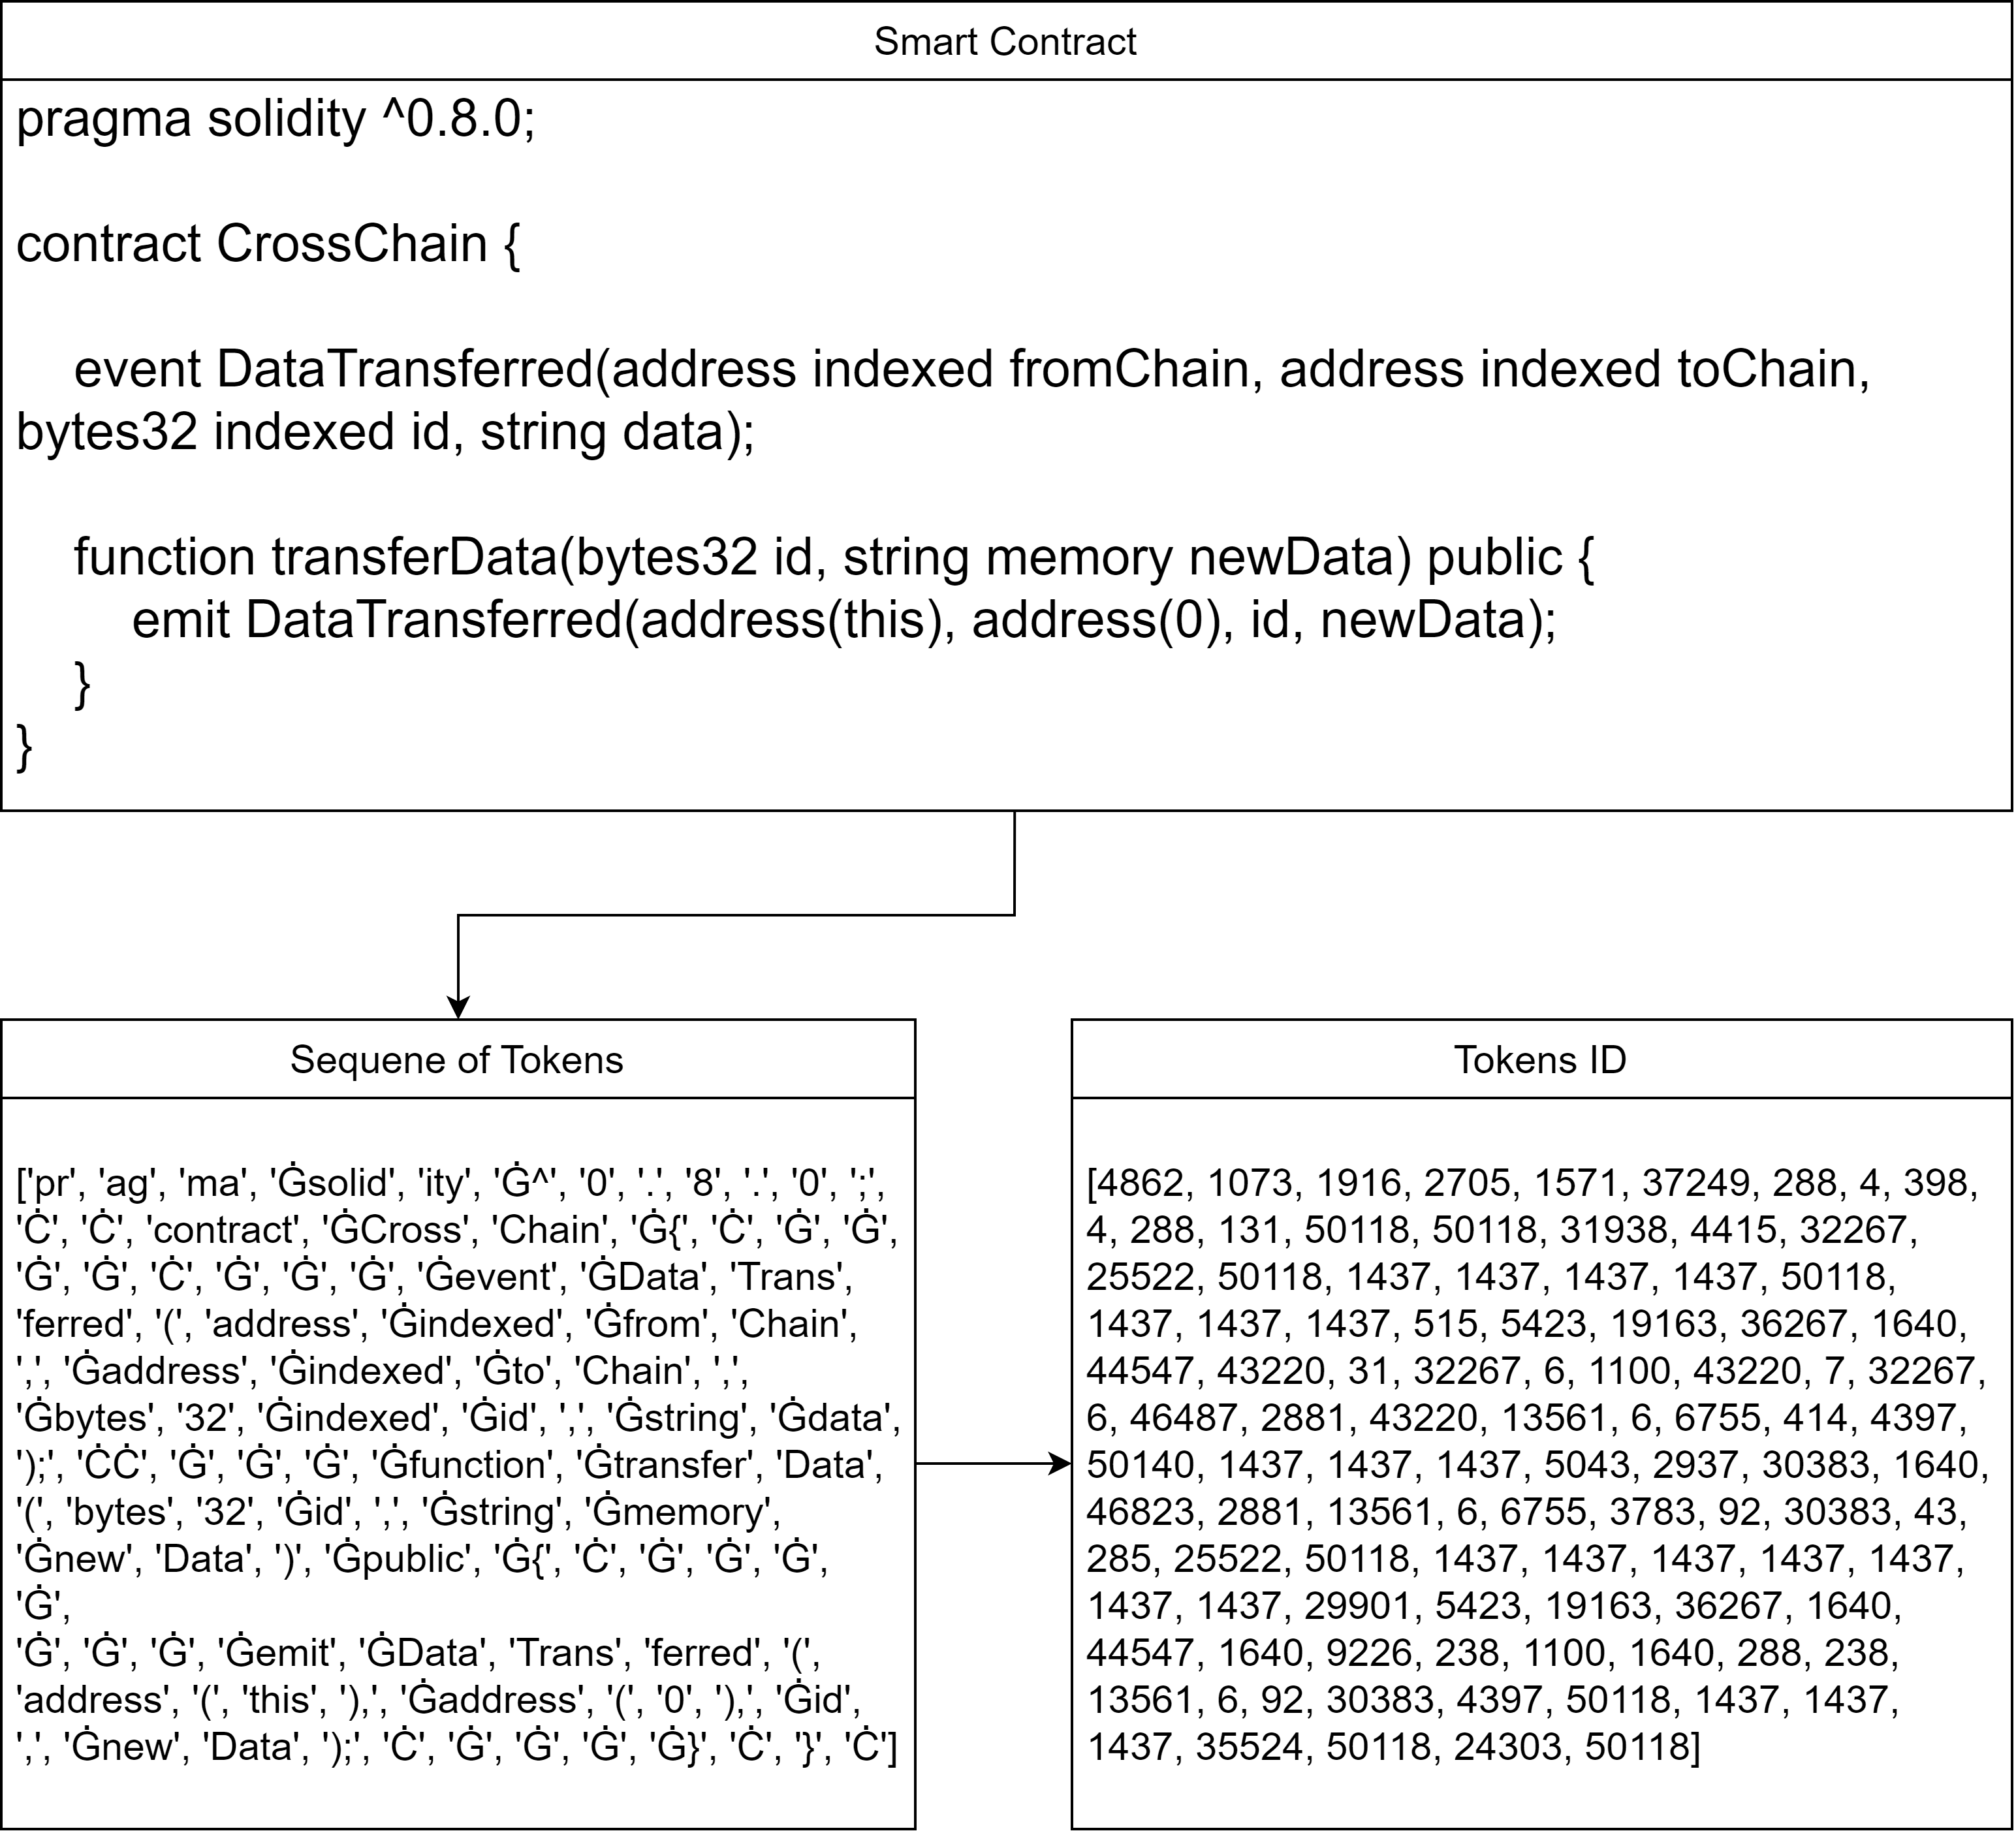 Smart Contract
pragma solidity ^0.8.0;
contract CrossChain {
event DataTransferred(address indexed fromChain, address indexed toChain,
bytes32 indexed id, string data);
function transferData(bytes32 id, string memory newData) public {
emit DataTransferred(address(this), address(0), id, newData);
}
}
Sequene of Tokens
['pr', 'ag', 'ma', 'Ġsolid', 'ity', 'Ġ^', '0', '.', '8', '.', '0', ';',
'Ċ', 'Ċ', 'contract', 'ĠCross', 'Chain', 'Ġ{', 'Ċ', 'Ġ', 'Ġ',
'Ġ', 'Ġ', 'Ċ', 'Ġ', 'Ġ', 'Ġ', 'Ġevent', 'ĠData', 'Trans',
'ferred', '(', 'address', 'Ġindexed', 'Ġfrom', 'Chain',
',', 'Ġaddress', 'Ġindexed', 'Ġto', 'Chain', ',',
'Ġbytes', '32', 'Ġindexed', 'Ġid', ',', 'Ġstring', 'Ġdata',
');', 'ĊĊ', 'Ġ', 'Ġ', 'Ġ', 'Ġfunction', 'Ġtransfer', 'Data',
'(', 'bytes', '32', 'Ġid', ',', 'Ġstring', 'Ġmemory',
'Ġnew', 'Data', ')', 'Ġpublic', 'Ġ{', 'Ċ', 'Ġ', 'Ġ', 'Ġ',
'Ġ',
'Ġ', 'Ġ', 'Ġ', 'Ġemit', 'ĠData', 'Trans', 'ferred', '(',
'address', '(', 'this', '),', 'Ġaddress', '(', '0', '),', 'Ġid',
',', 'Ġnew', 'Data', ');', 'Ċ', 'Ġ', 'Ġ', 'Ġ', 'Ġ}', 'Ċ', '}', 'Ċ']
Tokens ID
[4862, 1073, 1916, 2705, 1571, 37249, 288, 4, 398,
4, 288, 131, 50118, 50118, 31938, 4415, 32267,
25522, 50118, 1437, 1437, 1437, 1437, 50118,
1437, 1437, 1437, 515, 5423, 19163, 36267, 1640,
44547, 43220, 31, 32267, 6, 1100, 43220, 7, 32267,
6, 46487, 2881, 43220, 13561, 6, 6755, 414, 4397,
50140, 1437, 1437, 1437, 5043, 2937, 30383, 1640,
46823, 2881, 13561, 6, 6755, 3783, 92, 30383, 43,
285, 25522, 50118, 1437, 1437, 1437, 1437, 1437,
1437, 1437, 29901, 5423, 19163, 36267, 1640,
44547, 1640, 9226, 238, 1100, 1640, 288, 238,
13561, 6, 92, 30383, 4397, 50118, 1437, 1437,
1437, 35524, 50118, 24303, 50118]